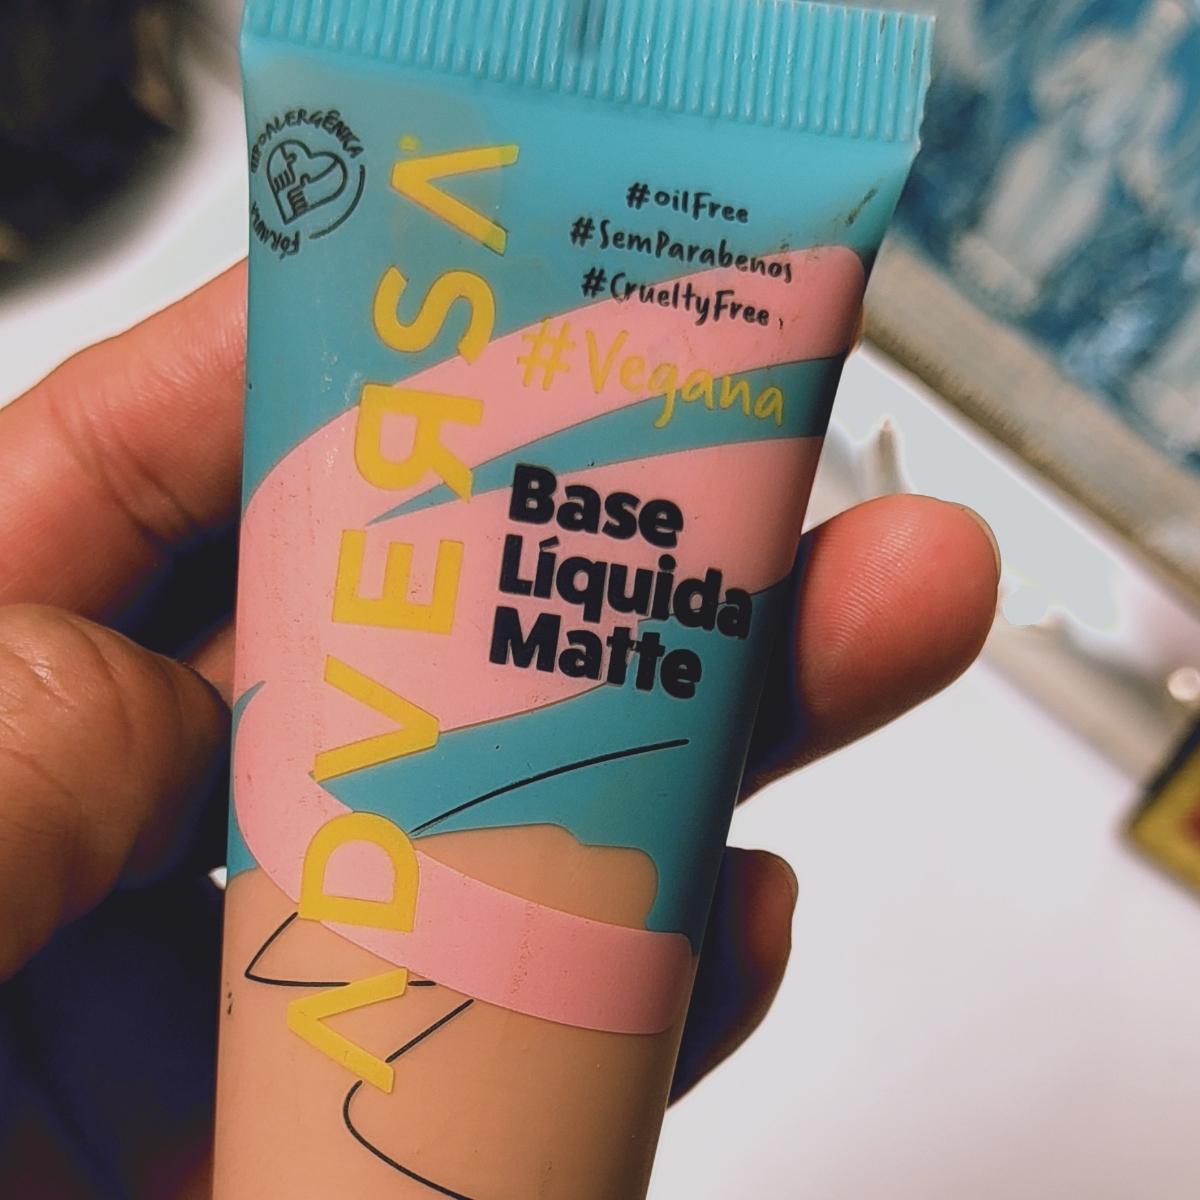 FÓRMULA HIPOALERGÊNICA
ADVERSA
#oilFree
#SemParabenos
#CrueltyFree
#Vegana
Base
Líquida
Matte